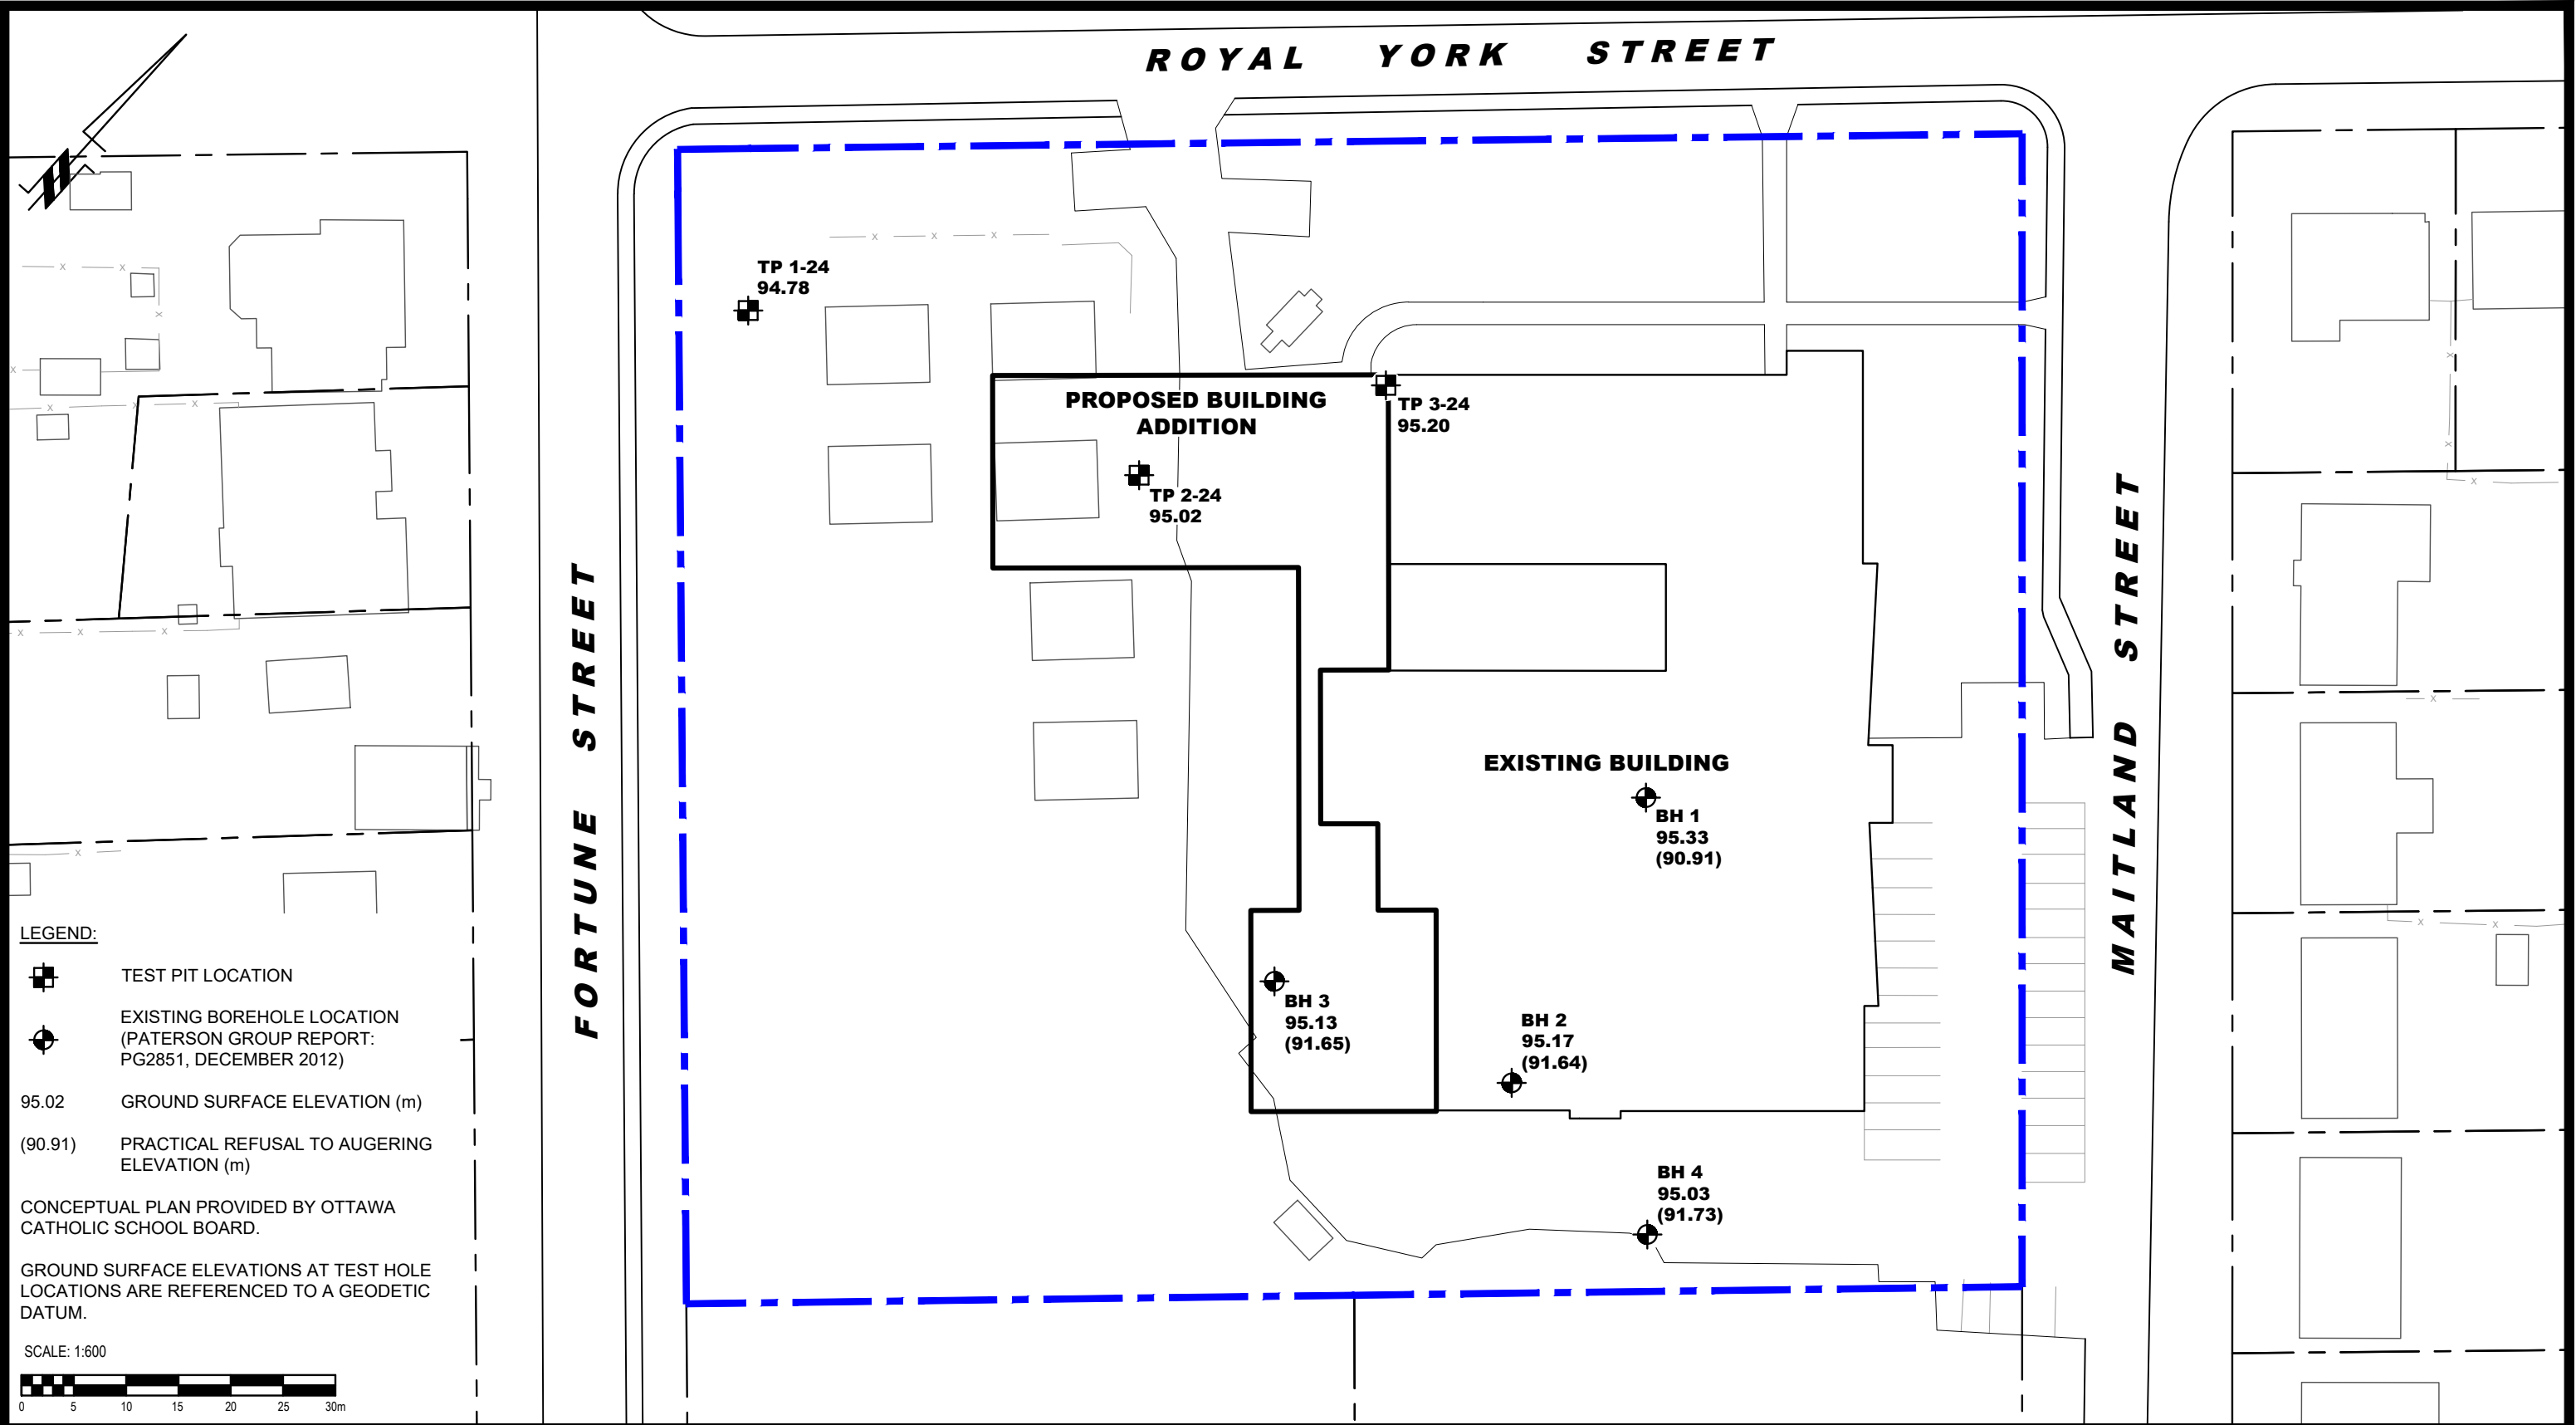 ROYAL YORK STREET
TP 1-24
94.78
PROPOSED BUILDING
ADDITION
TP 3-24
95.20
TP 2-24
95.02
FORTUNE STREET
MAITLAND STREET
EXISTING BUILDING
BH 1
95.33
(90.91)
BH 3
95.13
(91.65)
BH 2
95.17
(91.64)
BH 4
95.03
(91.73)
LEGEND:
TEST PIT LOCATION
EXISTING BOREHOLE LOCATION
(PATERSON GROUP REPORT:
PG2851, DECEMBER 2012)
95.02 GROUND SURFACE ELEVATION (m)
(90.91) PRACTICAL REFUSAL TO AUGERING
ELEVATION (m)
CONCEPTUAL PLAN PROVIDED BY OTTAWA
CATHOLIC SCHOOL BOARD.
GROUND SURFACE ELEVATIONS AT TEST HOLE
LOCATIONS ARE REFERENCED TO A GEODETIC
DATUM.
SCALE: 1:600
0 5 10 15 20 25 30m